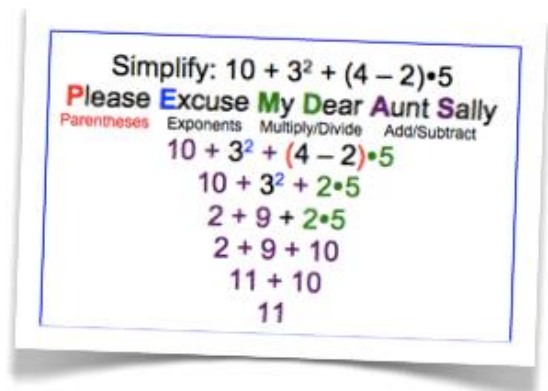 Simplify: 10 + 3² + (4 – 2)•5
Please Excuse My Dear Aunt Sally
Parentheses Exponents Multiply/Divide Add/Subtract
10 + 3² + (4 – 2)•5
10 + 3² + 2•5
2 + 9 + 2•5
2 + 9 + 10
11 + 10
11